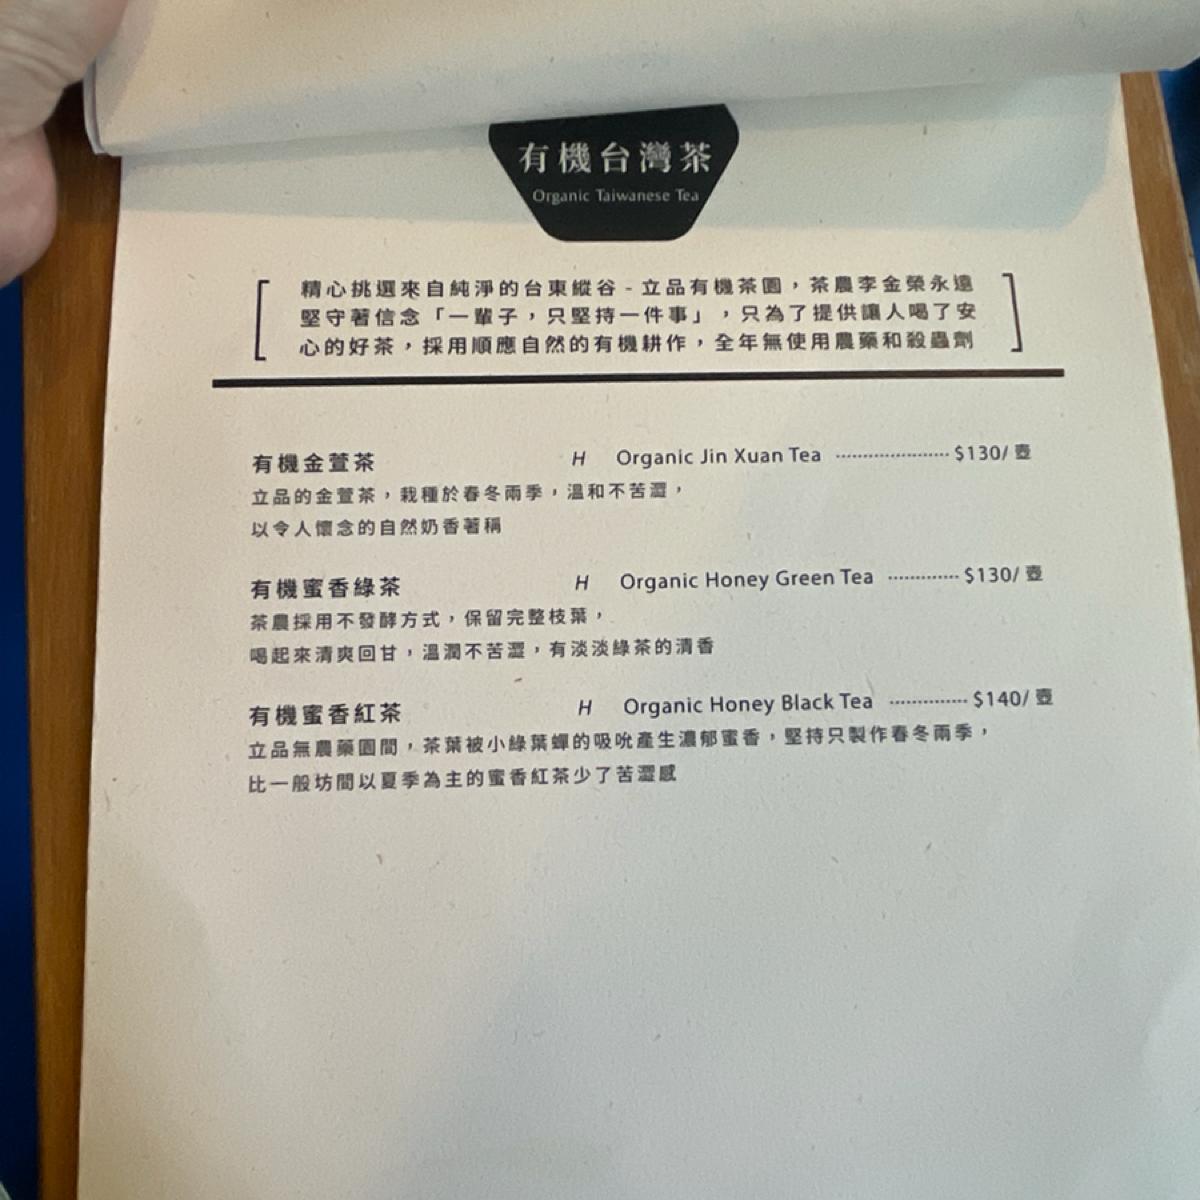 有機台灣茶
Organic Taiwanese Tea
精心挑選來自純淨的台東縱谷 - 立品有機茶園，茶農李金榮永遠
堅守著信念「一輩子，只堅持一件事」，只為了提供讓人喝了安
心的好茶，採用順應自然的有機耕作，全年無使用農藥和殺蟲劑
有機金萱茶 H Organic Jin Xuan Tea ····················· $130/ 壺
立品的金萱茶，栽種於春冬兩季，溫和不苦澀，
以令人懷念的自然奶香著稱
有機蜜香綠茶 H Organic Honey Green Tea ············· $130/ 壺
茶農採用不發酵方式，保留完整枝葉，
喝起來清爽回甘，溫潤不苦澀，有淡淡綠茶的清香
有機蜜香紅茶 H Organic Honey Black Tea ·············· $140/ 壺
立品無農藥園間，茶葉被小綠葉蟬的吸吮產生濃郁蜜香，堅持只製作春冬兩季，
比一般坊間以夏季為主的蜜香紅茶少了苦澀感